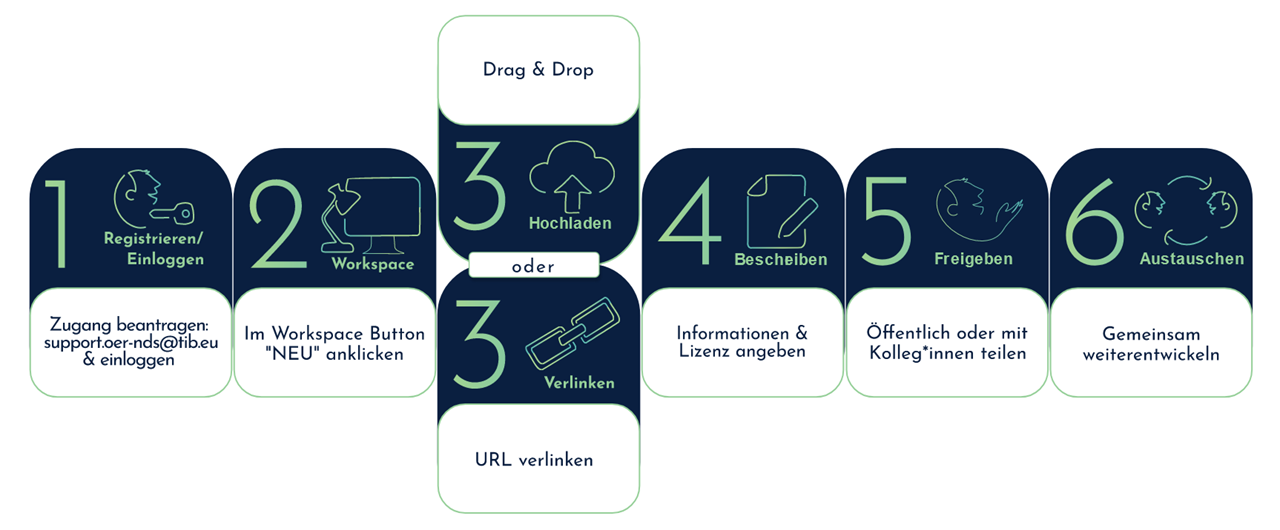 1
Registrieren/
Einloggen
Zugang beantragen:
support.oer-nds@tib.eu
& einloggen
2
Workspace
Im Workspace Button
"NEU" anklicken
Drag & Drop
3
Hochladen
oder
3
Verlinken
URL verlinken
4
Bescheiben
Informationen &
Lizenz angeben
5
Freigeben
Öffentlich oder mit
Kolleg*innen teilen
6
Austauschen
Gemeinsam
weiterentwickeln